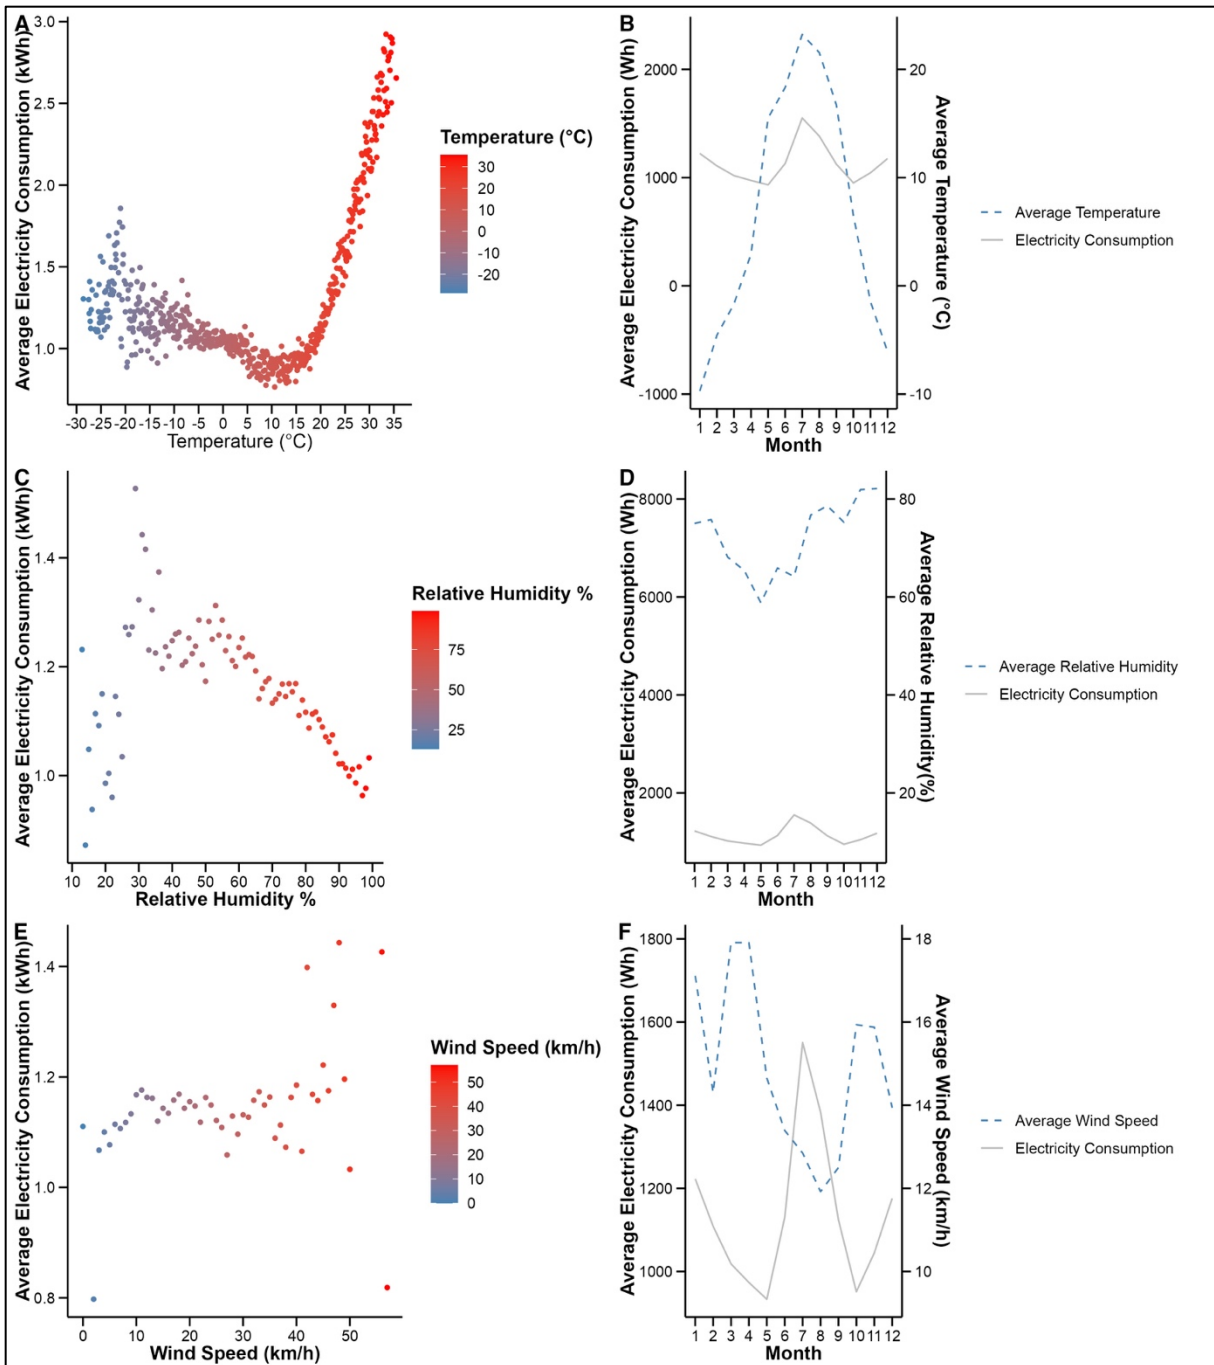 A
Average Electricity Consumption (kWh)
3.0
2.5
2.0
1.5
1.0
-30 -25 -20 -15 -10 -5 0 5 10 15 20 25 30 35
Temperature (°C)
Temperature (°C)
30
20
10
0
-10
-20
B
Average Electricity Consumption (Wh)
2000
1000
0
-1000
1 2 3 4 5 6 7 8 9 10 11 12
Month
20
10
0
-10
Average Temperature (°C)
Average Temperature
Electricity Consumption
C
Average Electricity Consumption (kWh)
1.4
1.2
1.0
10 20 30 40 50 60 70 80 90 100
Relative Humidity %
Relative Humidity %
75
50
25
D
Average Electricity Consumption (Wh)
8000
6000
4000
2000
1 2 3 4 5 6 7 8 9 10 11 12
Month
80
60
40
20
Average Relative Humidity(%)
Average Relative Humidity
Electricity Consumption
E
Average Electricity Consumption (kWh)
1.4
1.2
1.0
0.8
0 10 20 30 40 50
Wind Speed (km/h)
Wind Speed (km/h)
50
40
30
20
10
0
F
Average Electricity Consumption (Wh)
1800
1600
1400
1200
1000
1 2 3 4 5 6 7 8 9 10 11 12
Month
18
16
14
12
10
Average Wind Speed (km/h)
Average Wind Speed
Electricity Consumption